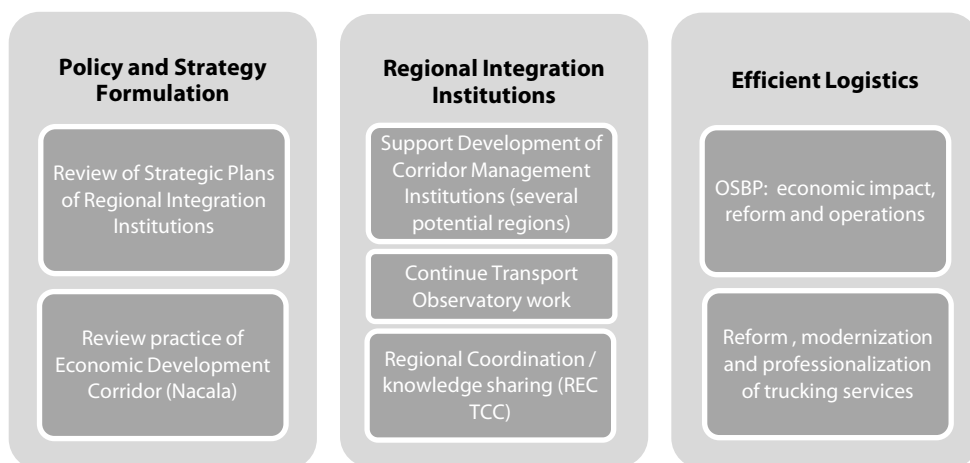 Policy and Strategy
Formulation
Review of Strategic Plans
of Regional Integration
Institutions
Review practice of
Economic Development
Corridor (Nacala)
Regional Integration
Institutions
Support Development of
Corridor Management
Institutions (several
potential regions)
Continue Transport
Observatory work
Regional Coordination /
knowledge sharing (REC
TCC)
Efficient Logistics
OSBP:  economic impact,
reform and operations
Reform , modernization
and professionalization
of trucking services